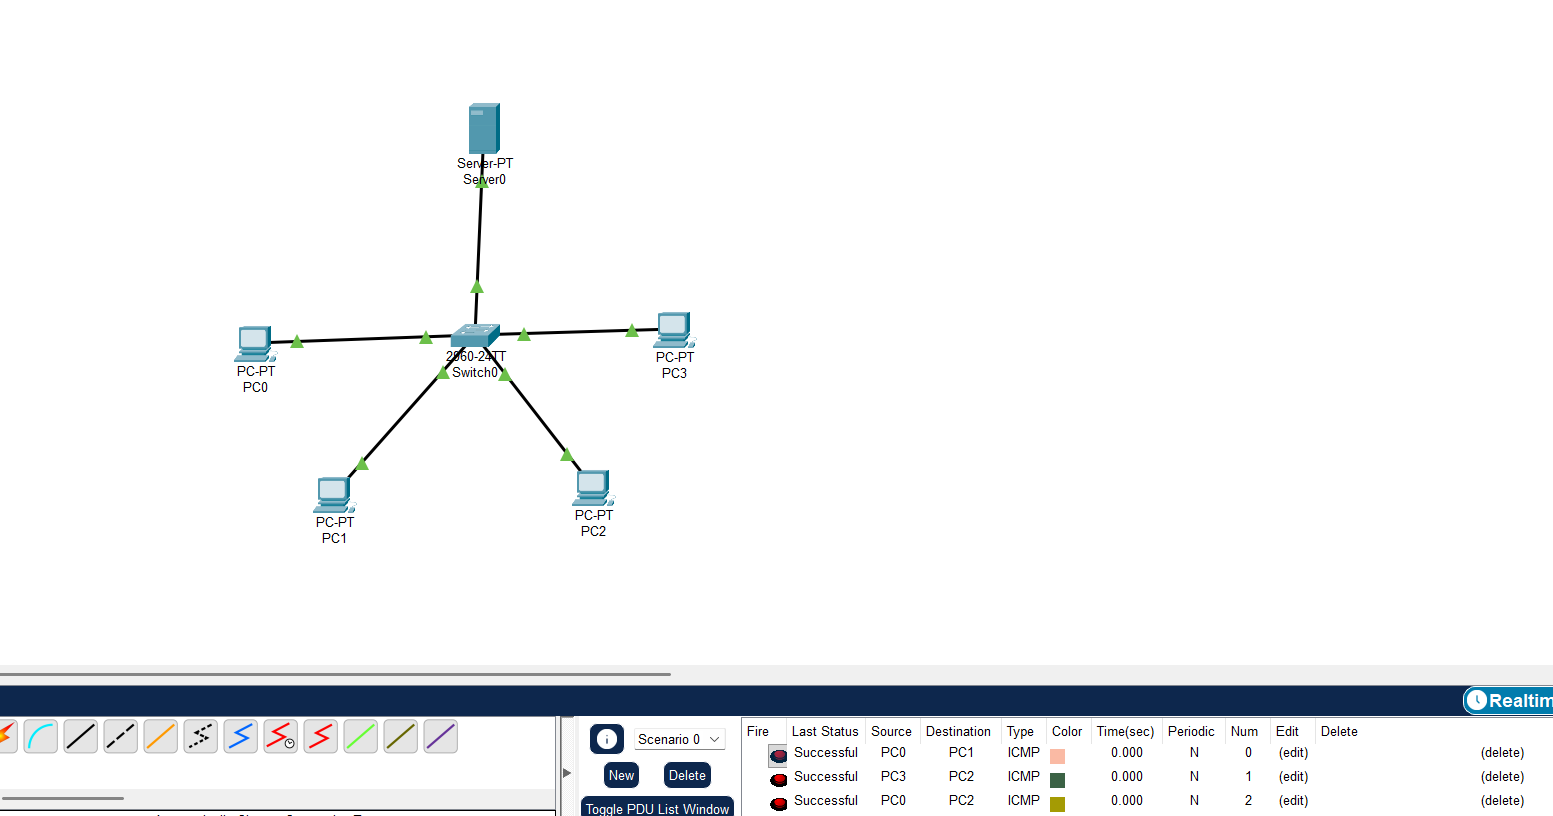 Server-PT
Server0
PC-PT
PC0
2960-24TT
Switch0
PC-PT
PC3
PC-PT
PC1
PC-PT
PC2
Realtim
Scenario 0
New Delete
Toggle PDU List Window
Fire Last Status Source Destination Type Color Time(sec) Periodic Num Edit Delete
Successful PC0 PC1 ICMP 0.000 N 0 (edit) (delete)
Successful PC3 PC2 ICMP 0.000 N 1 (edit) (delete)
Successful PC0 PC2 ICMP 0.000 N 2 (edit) (delete)